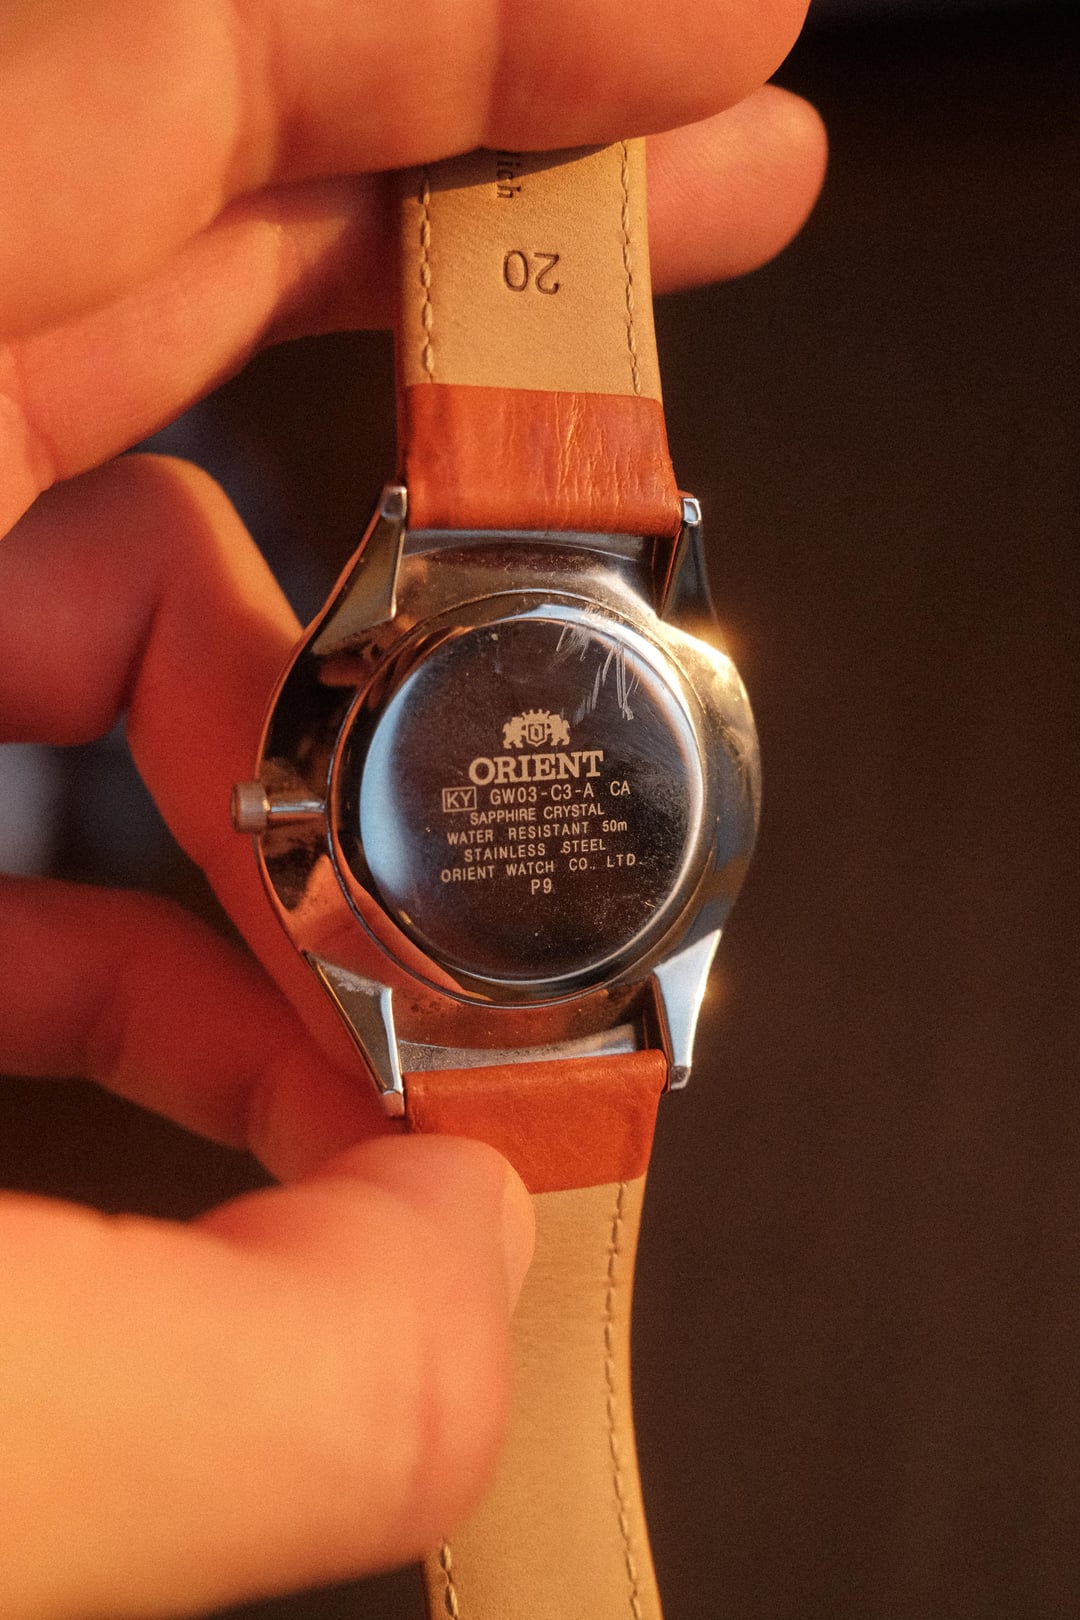 20
ORIENT
KY GW03-C3-A CA
SAPPHIRE CRYSTAL
WATER RESISTANT 50m
STAINLESS STEEL
ORIENT WATCH CO., LTD.
P9